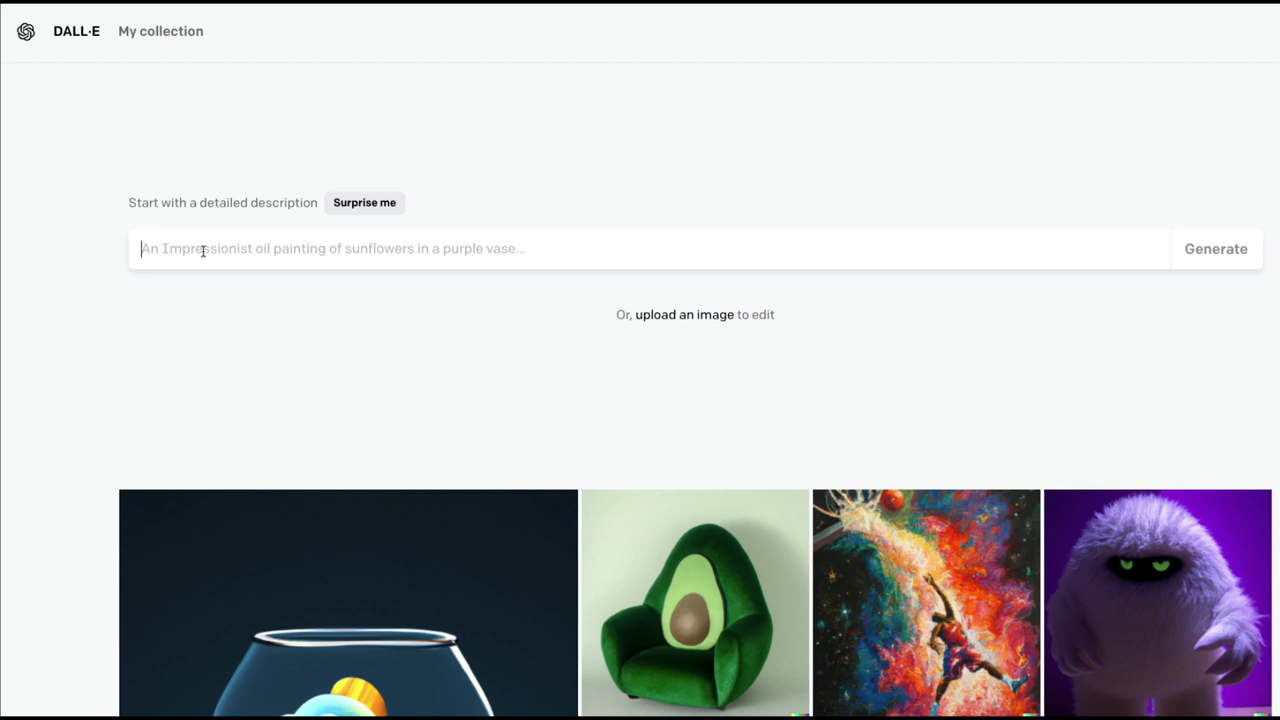 DALL·E My collection
Start with a detailed description Surprise me
An Impressionist oil painting of sunflowers in a purple vase... Generate
Or, upload an image to edit